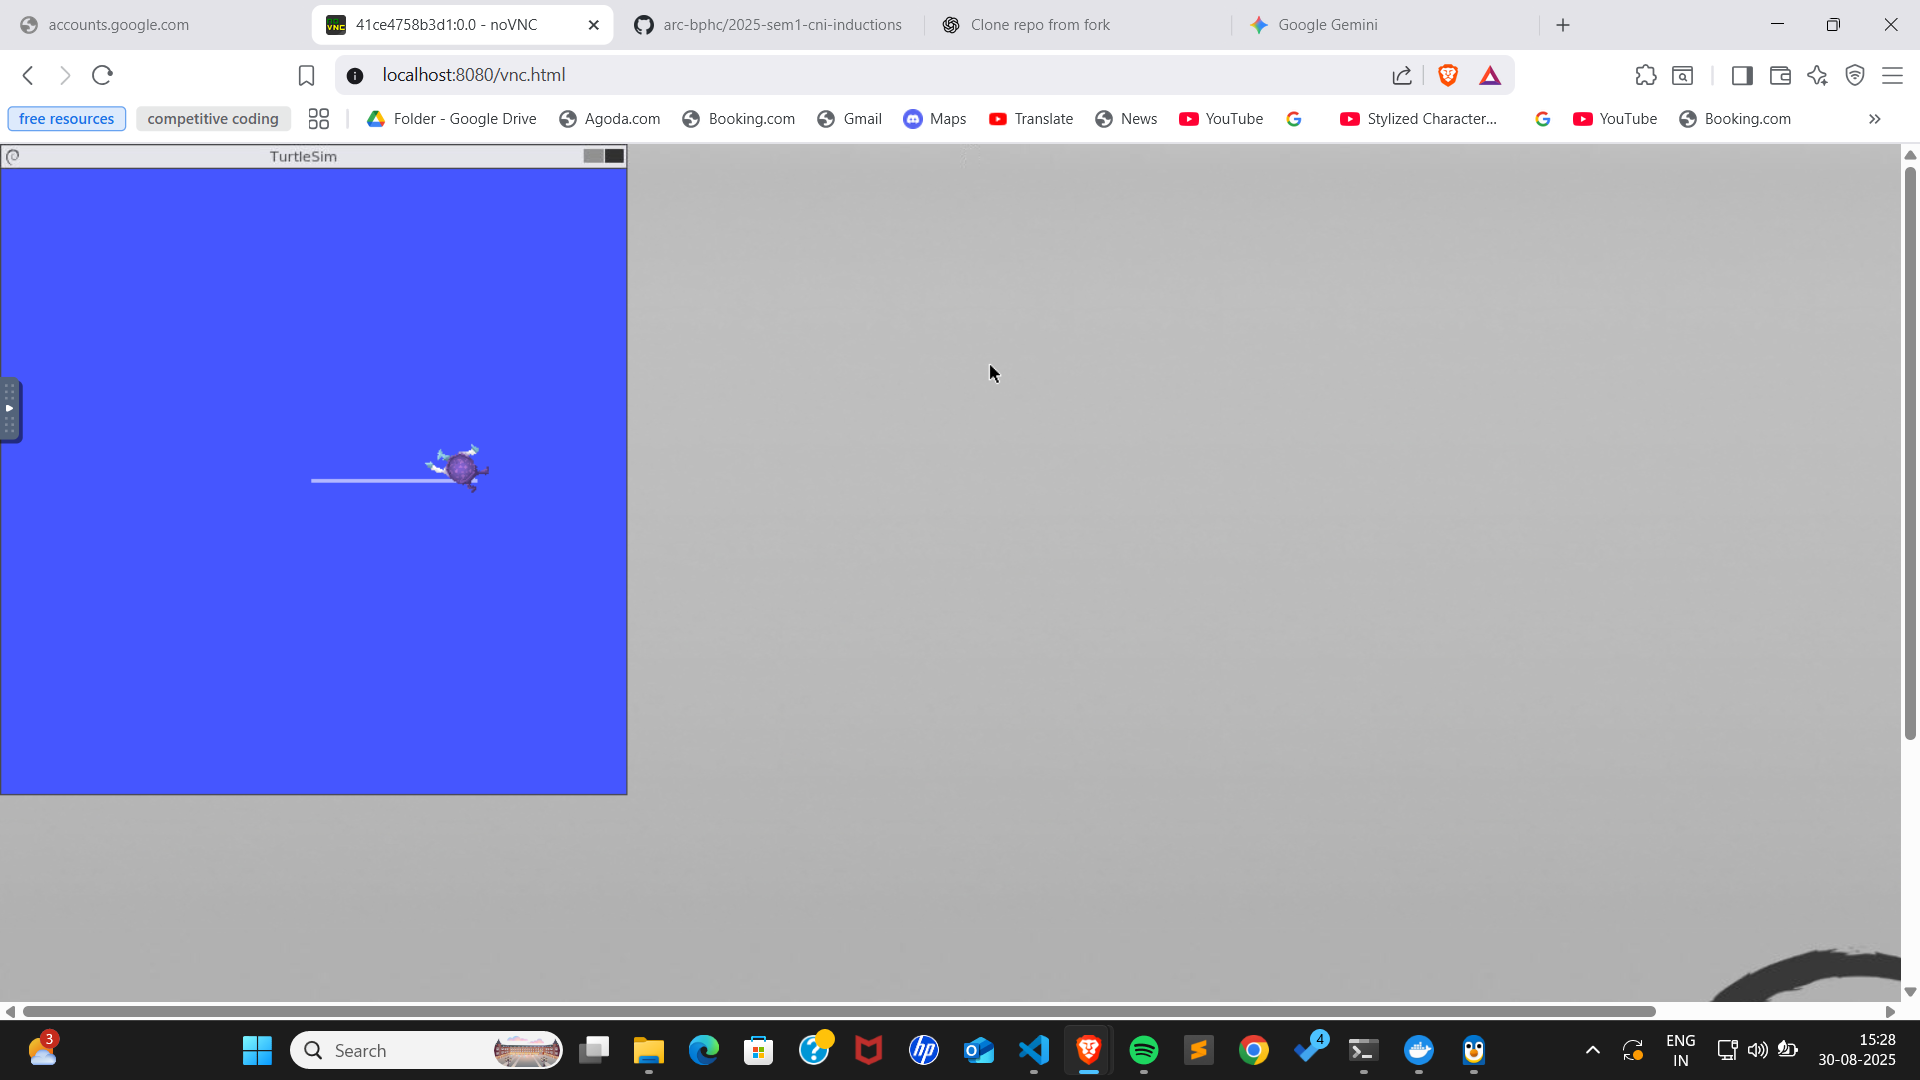 accounts.google.com
41ce4758b3d1:0.0 - noVNC
arc-bphc/2025-sem1-cni-inductions
Clone repo from fork
Google Gemini
localhost:8080/vnc.html
free resources
competitive coding
Folder - Google Drive
Agoda.com
Booking.com
Gmail
Maps
Translate
News
YouTube
Stylized Character...
YouTube
Booking.com
TurtleSim
3
Search
4
ENG
IN
15:28
30-08-2025